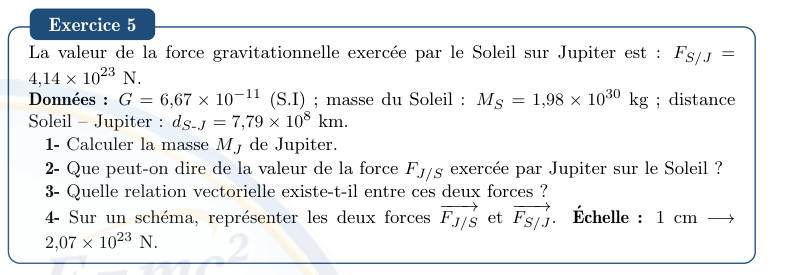 Exercice 5
La valeur de la force gravitationnelle exercée par le Soleil sur Jupiter est : F_{S/J} =
4,14 × 10^{23} N.
Données : G = 6,67 × 10^{−11} (S.I) ; masse du Soleil : M_S = 1,98 × 10^{30} kg ; distance
Soleil – Jupiter : d_{S-J} = 7,79 × 10^8 km.
1- Calculer la masse M_J de Jupiter.
2- Que peut-on dire de la valeur de la force F_{J/S} exercée par Jupiter sur le Soleil ?
3- Quelle relation vectorielle existe-t-il entre ces deux forces ?
4- Sur un schéma, représenter les deux forces \overrightarrow{F_{J/S}} et \overrightarrow{F_{S/J}}. Échelle : 1 cm ⟶
2,07 × 10^{23} N.
E=mc^2